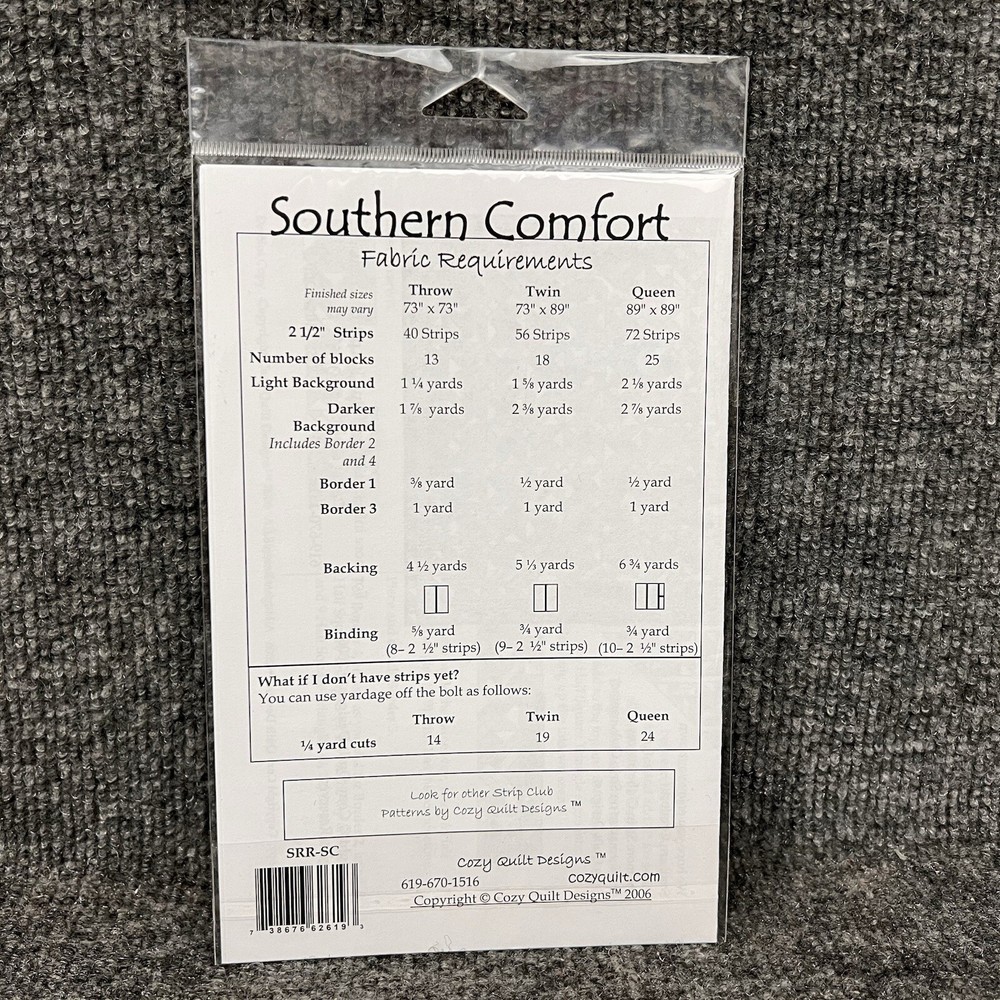 Southern Comfort
Fabric Requirements
Finished sizes may vary Throw 73" x 73" Twin 73" x 89" Queen 89" x 89"
2 1/2" Strips 40 Strips 56 Strips 72 Strips
Number of blocks 13 18 25
Light Background 1 ¼ yards 1 ⅝ yards 2 ⅛ yards
Darker Background 1 ⅞ yards 2 ⅜ yards 2 ⅞ yards
Includes Border 2 and 4
Border 1 ⅜ yard ½ yard ½ yard
Border 3 1 yard 1 yard 1 yard
Backing 4 ½ yards 5 ⅓ yards 6 ¾ yards
Binding ⅝ yard ¾ yard ¾ yard
(8– 2 ½" strips) (9– 2 ½" strips) (10– 2 ½" strips)
What if I don't have strips yet?
You can use yardage off the bolt as follows:
Throw Twin Queen
¼ yard cuts 14 19 24
Look for other Strip Club
Patterns by Cozy Quilt Designs ™
SRR-SC
Cozy Quilt Designs ™
619-670-1516 cozyquilt.com
Copyright © Cozy Quilt Designs™ 2006
7 38676 62619 3